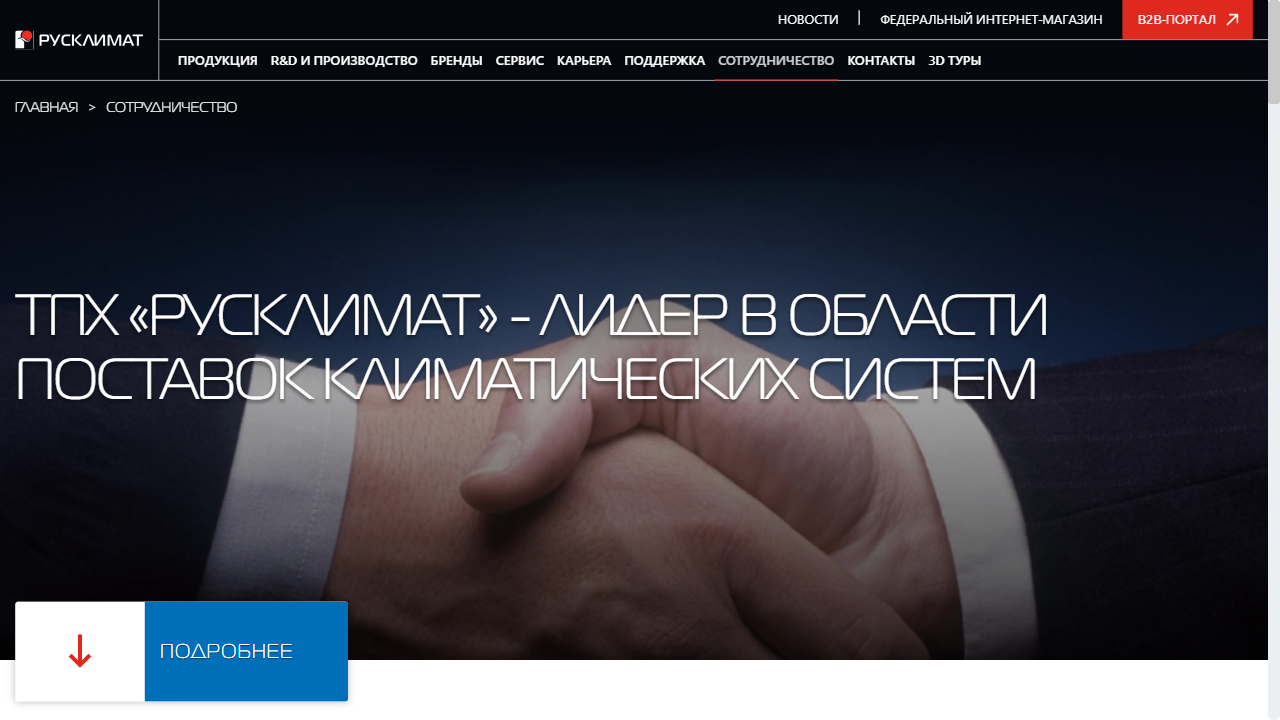 НОВОСТИ | ФЕДЕРАЛЬНЫЙ ИНТЕРНЕТ-МАГАЗИН B2B-ПОРТАЛ
РУСКЛИМАТ
ПРОДУКЦИЯ R&D И ПРОИЗВОДСТВО БРЕНДЫ СЕРВИС КАРЬЕРА ПОДДЕРЖКА СОТРУДНИЧЕСТВО КОНТАКТЫ 3D ТУРЫ
ГЛАВНАЯ > СОТРУДНИЧЕСТВО
ТПХ «РУСКЛИМАТ» - ЛИДЕР В ОБЛАСТИ
ПОСТАВОК КЛИМАТИЧЕСКИХ СИСТЕМ
ПОДРОБНЕЕ